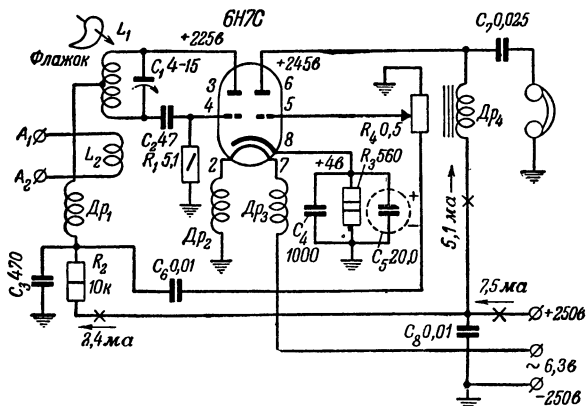 6Н7С
L₁
Флажок
+225в
+245в
C₇ 0,025
C₁ 4-15
3
6
4
5
C₂ 47
R₁ 5,1
R₄ 0,5
Др₄
A₁
L₂
A₂
8
2
7
+4в
R₃ 560
Др₁
Др₂
Др₃
C₄
1000
C₅ 20,0
+
−
5,1 ма
C₃ 470
R₂
10к
C₆ 0,01
7,5 ма
+250в
2,4 ма
C₈ 0,01
~6,3в
−250в